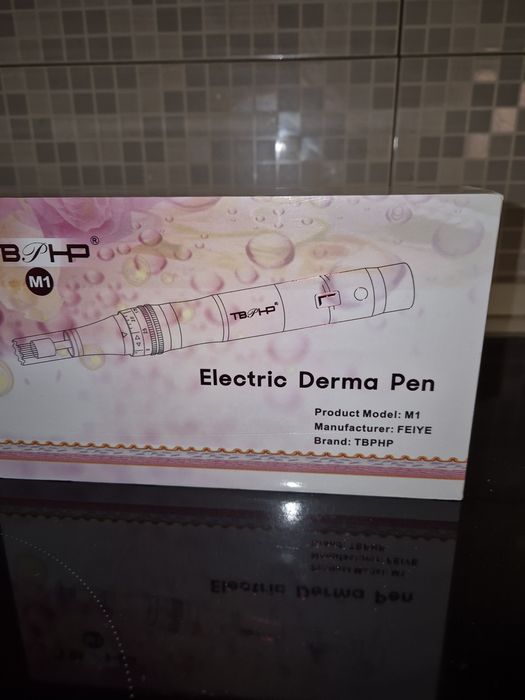 TBPHP®
M1
TBPHP®
Electric Derma Pen
Product Model: M1
Manufacturer: FEIYE
Brand: TBPHP